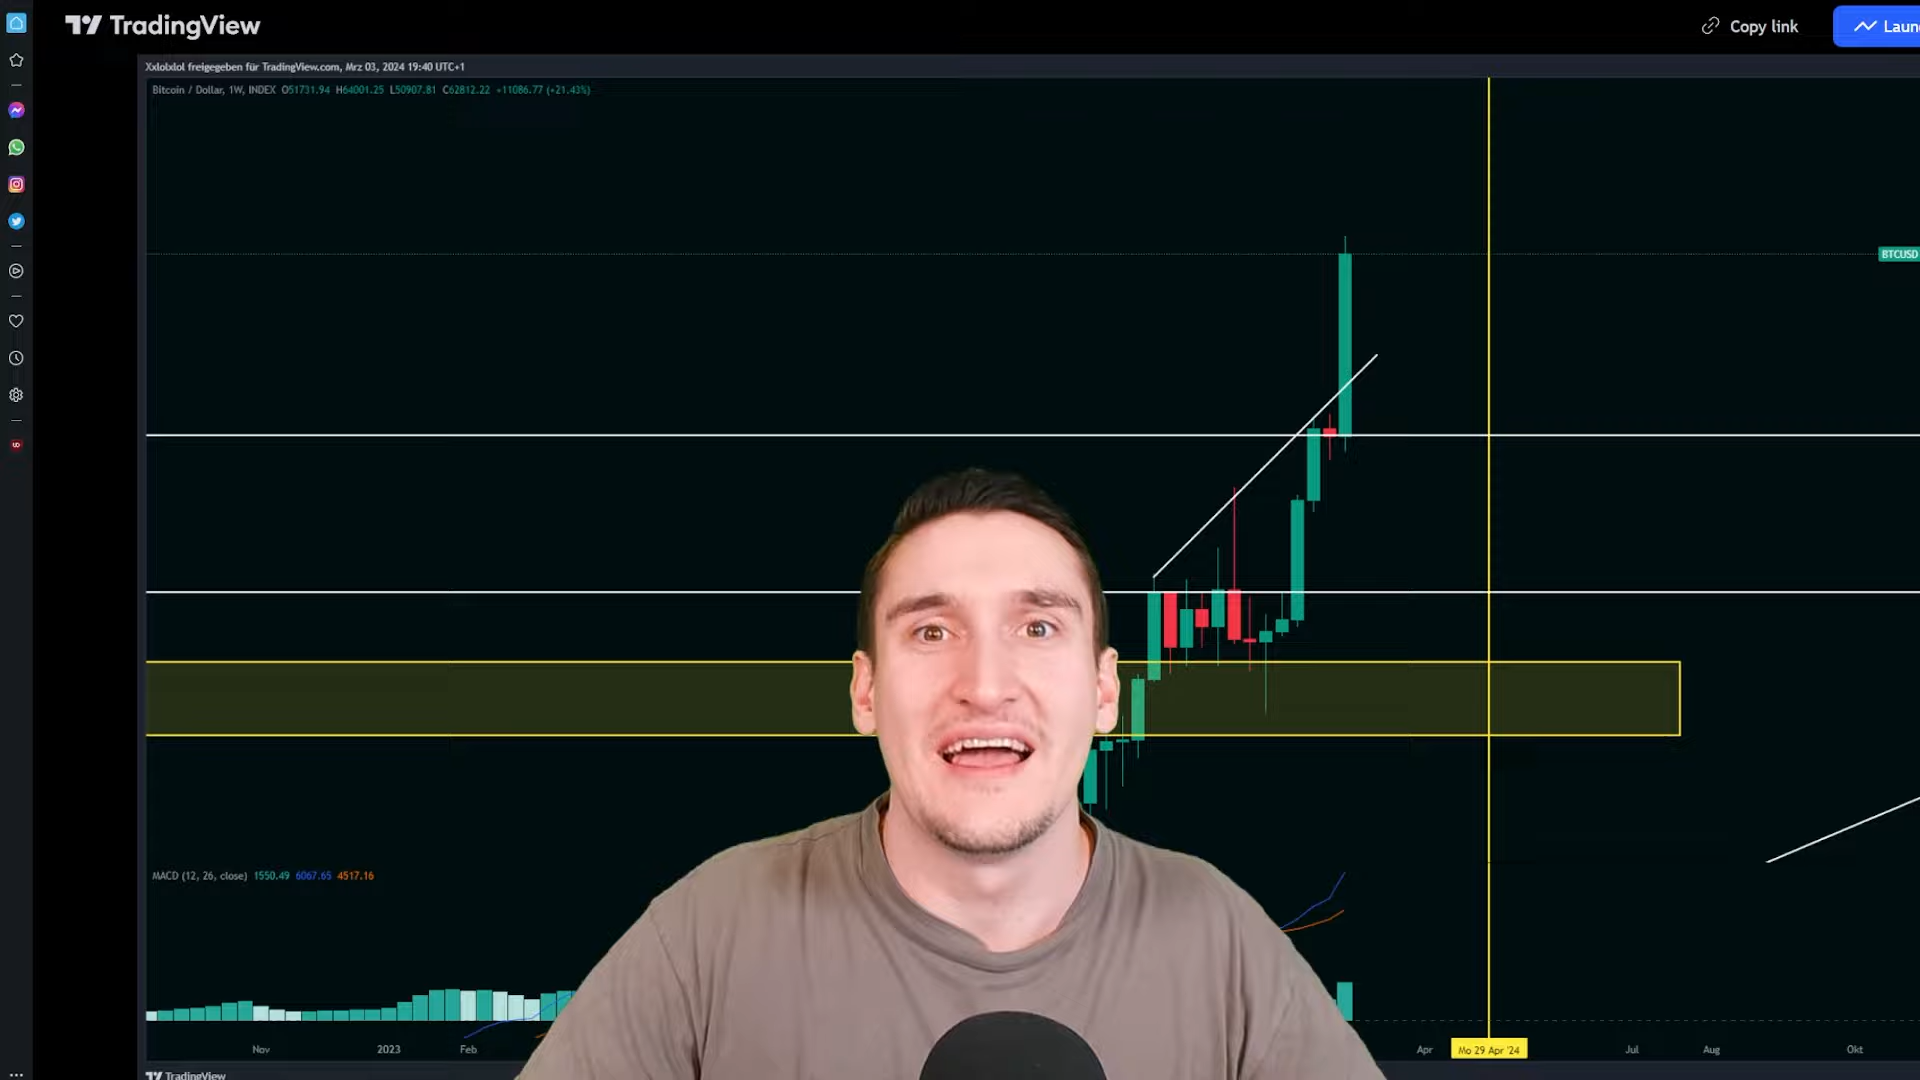 TradingView
Copy link
Laun
Xxlolxlol freigegeben für TradingView.com, Mrz 03, 2024 19:40 UTC+1
Bitcoin / Dollar, 1W, INDEX O51731.94 H64001.25 L50907.81 C62812.22 +11086.77 (+21.43%)
BTCUSD
MACD (12, 26, close) 1550.49 6067.65 4517.16
Nov 2023 Feb Apr Mo 29 Apr '24 Jul Aug Okt
TradingView